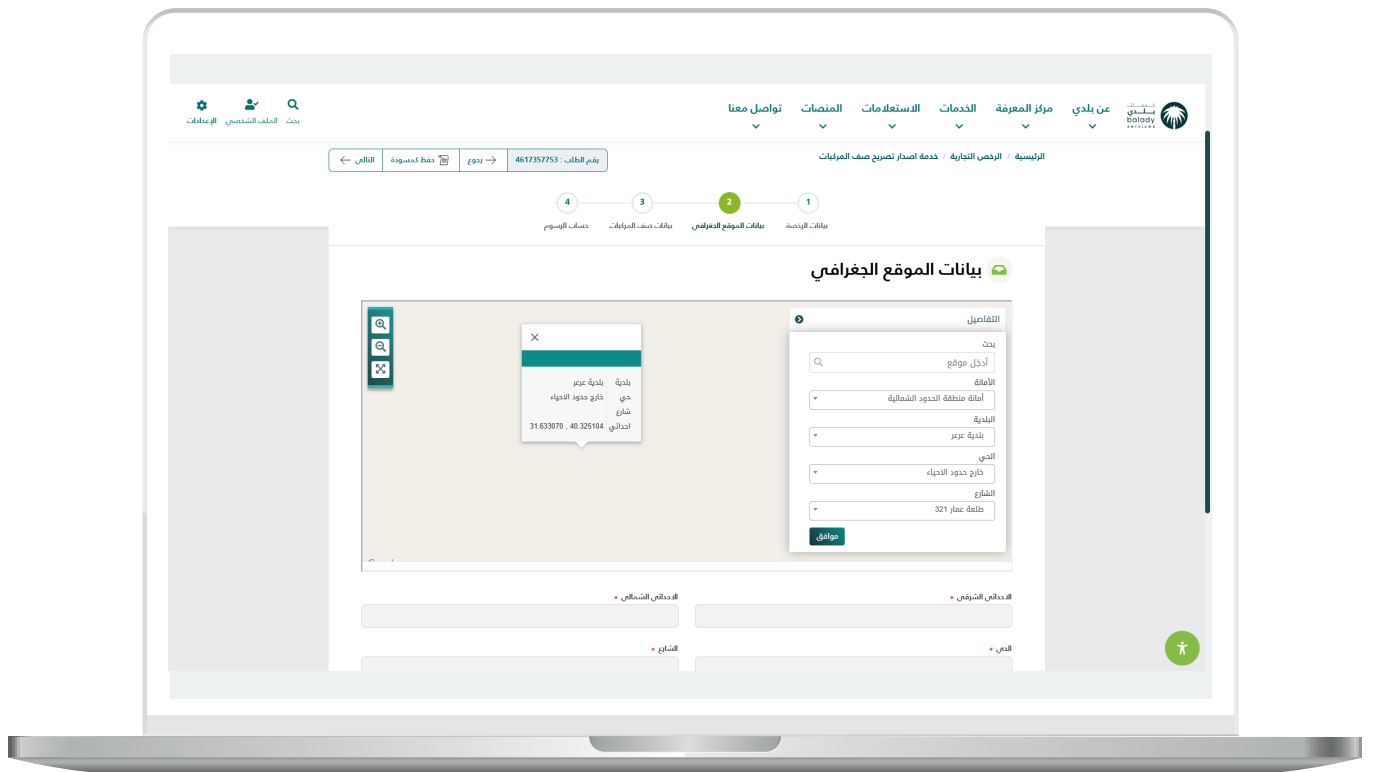 خدمات
بلدي
balady
services
عن بلدي
مركز المعرفة
الخدمات
الاستعلامات
المنصات
تواصل معنا
بحث
الملف الشخصي
الإعدادات
الرئيسية / الرخص التجارية / خدمة اصدار تصريح صف المركبات
رقم الطلب : 4617357753
رجوع
حفظ كمسودة
التالي
1
2
3
4
بيانات الرخصة
بيانات الموقع الجغرافي
بيانات صف المركبات
حساب الرسوم
بيانات الموقع الجغرافي
التفاصيل
بحث
أدخل موقع
الأمانة
أمانة منطقة الحدود الشمالية
البلدية
بلدية عرعر
الحي
خارج حدود الاحياء
الشارع
طلعة عمار 321
موافق
بلدية بلدية عرعر
حي خارج حدود الاحياء
شارع
احداثي 31.633070 , 40.325104
الاحداثي الشرقي *
الاحداثي الشمالي *
الحي *
الشارع *